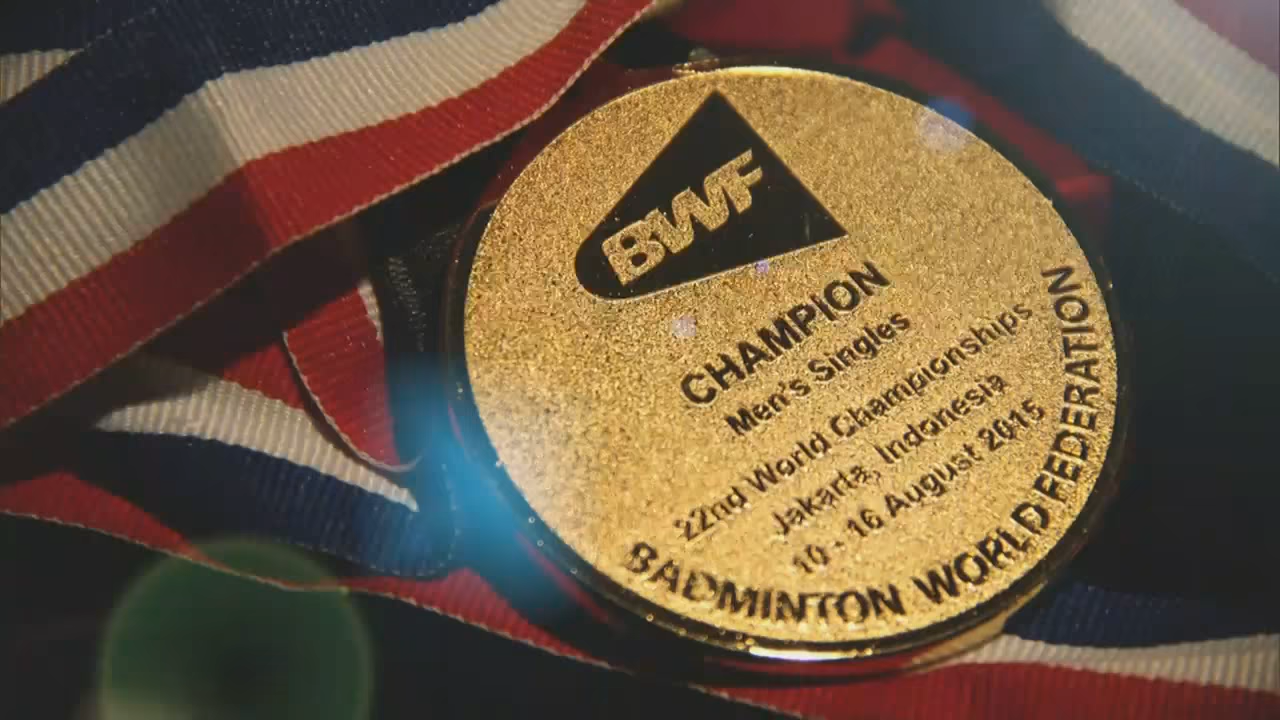 BWF
CHAMPION
Men's Singles
22nd World Championships
Jakarta, Indonesia
10 - 16 August 2015
BADMINTON WORLD FEDERATION